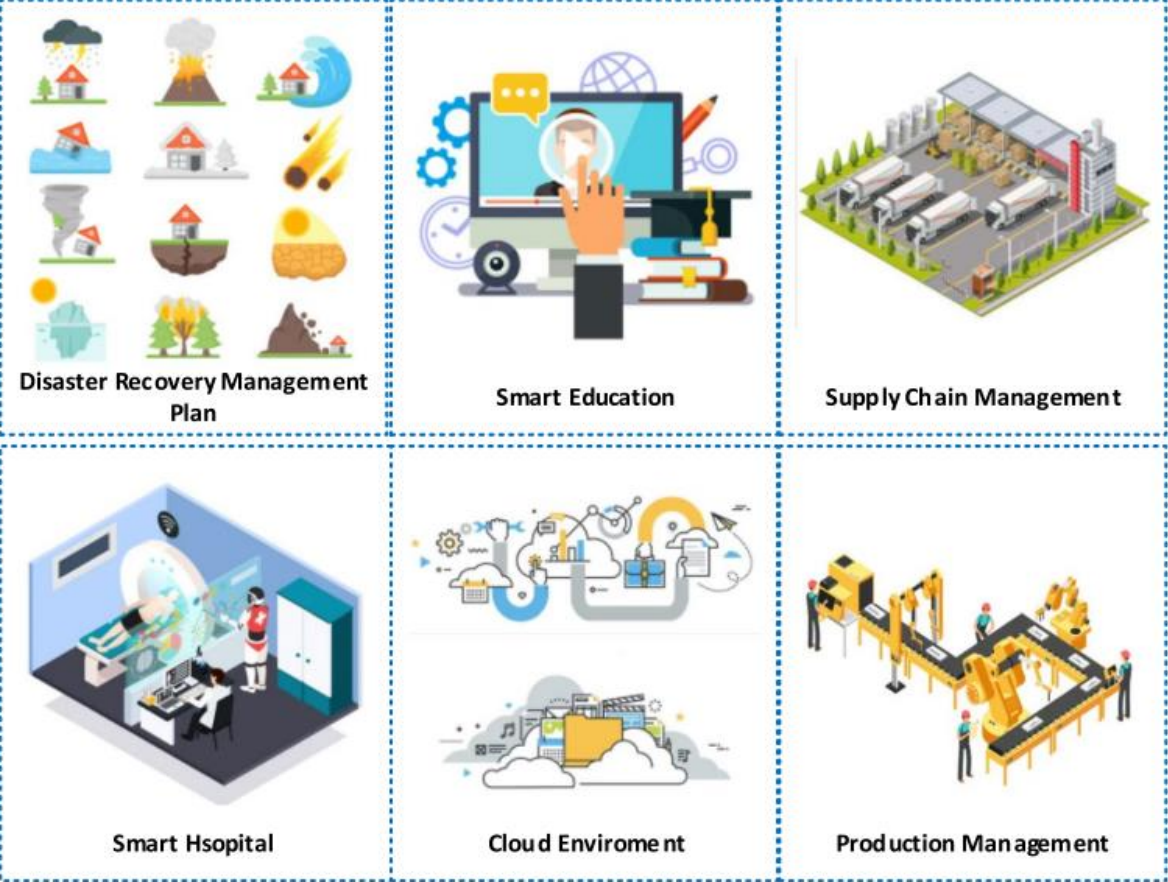 Disaster Recovery Management
Plan
Smart Education
Supply Chain Management
Smart Hsopital
Cloud Enviroment
Production Management